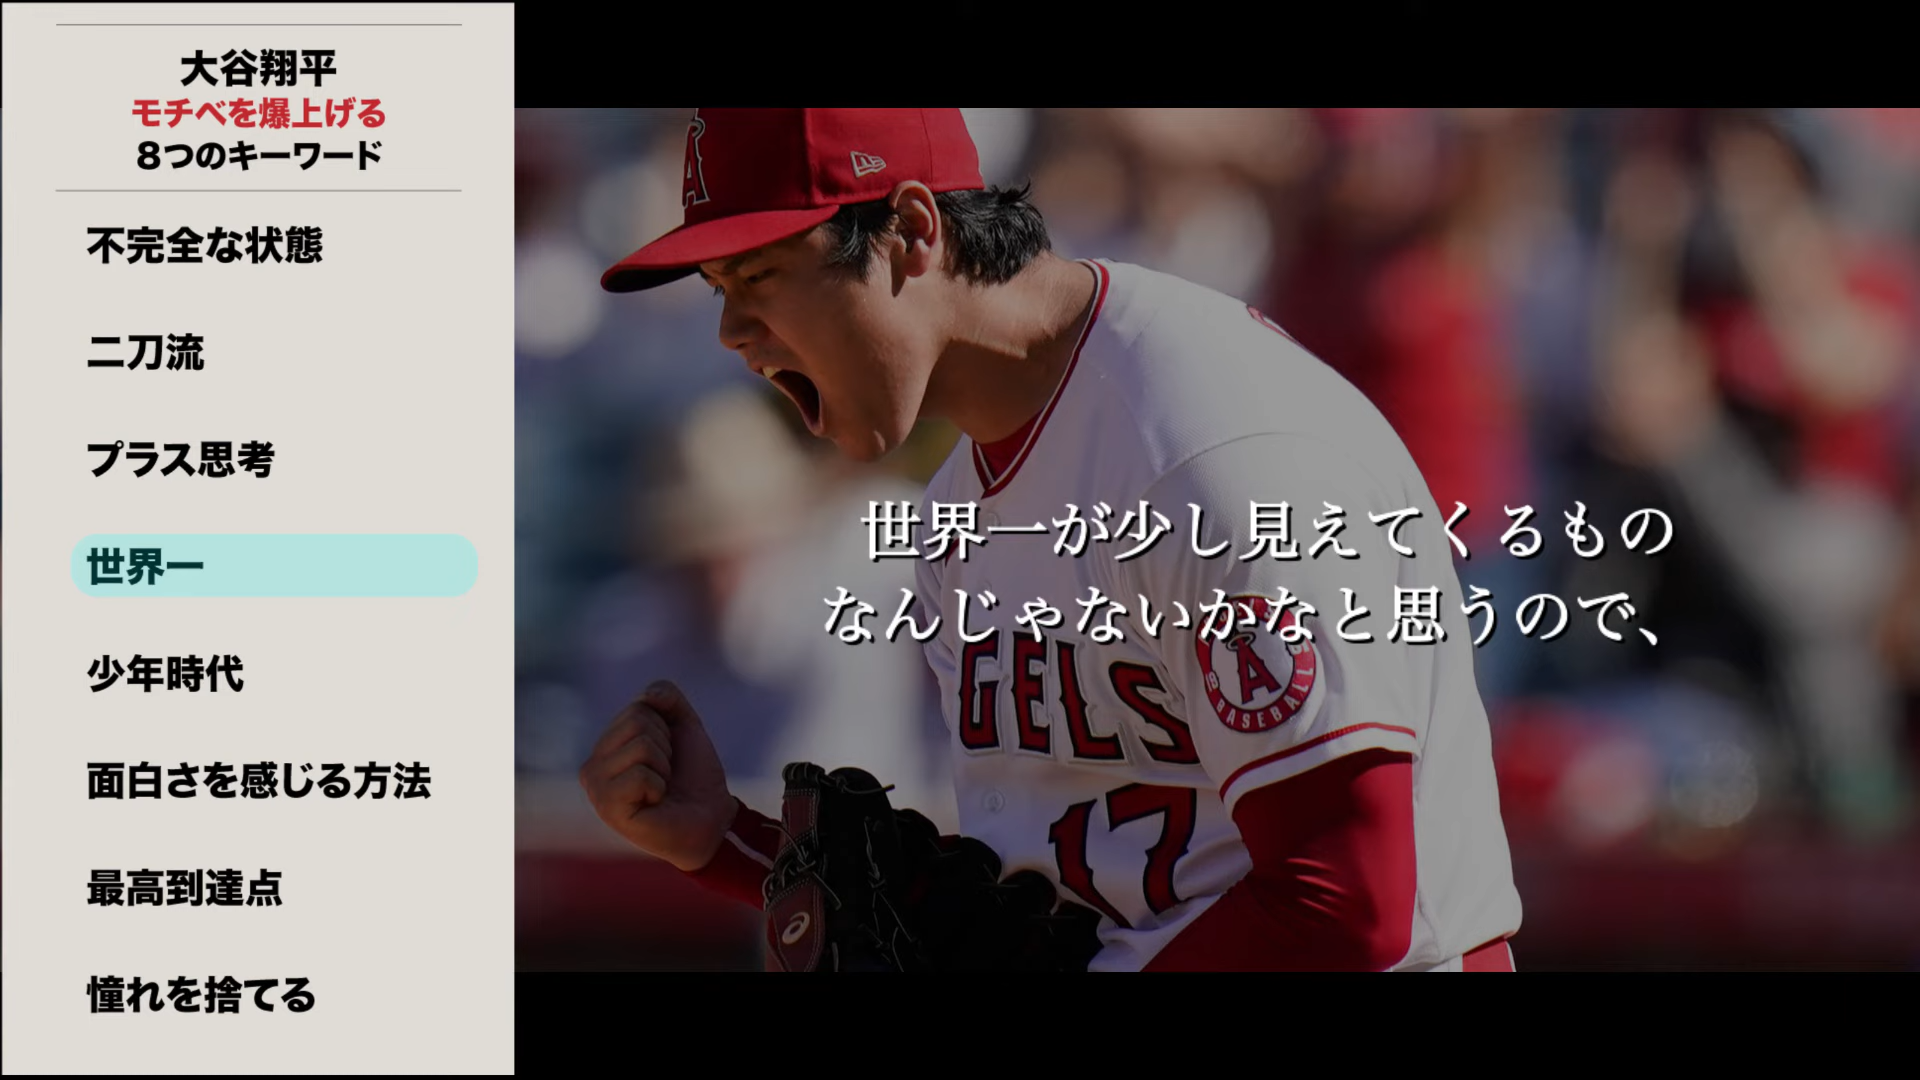 大谷翔平
モチベを爆上げる
8つのキーワード
不完全な状態
二刀流
プラス思考
世界一
少年時代
面白さを感じる方法
最高到達点
憧れを捨てる
世界一が少し見えてくるもの
なんじゃないかなと思うので、
A
NE
GELS
A
BASEBALL
17